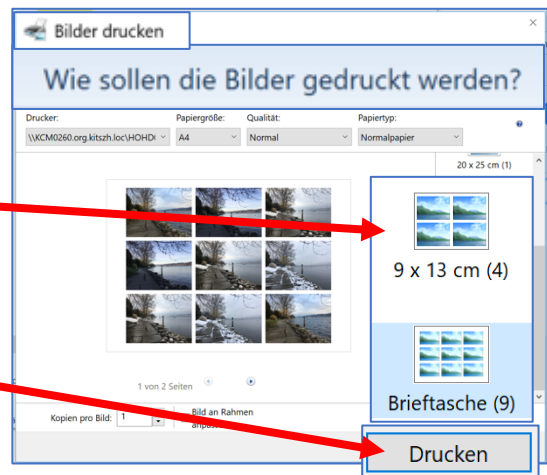 Bilder drucken
×
Wie sollen die Bilder gedruckt werden?
Drucker: Papiergröße: Qualität: Papiertyp:
A4 Normal Normalpapier
20 x 25 cm (1)
9 x 13 cm (4)
Brieftasche (9)
1 von 2 Seiten
Kopien pro Bild: 1 Bild an Rahmen
Drucken